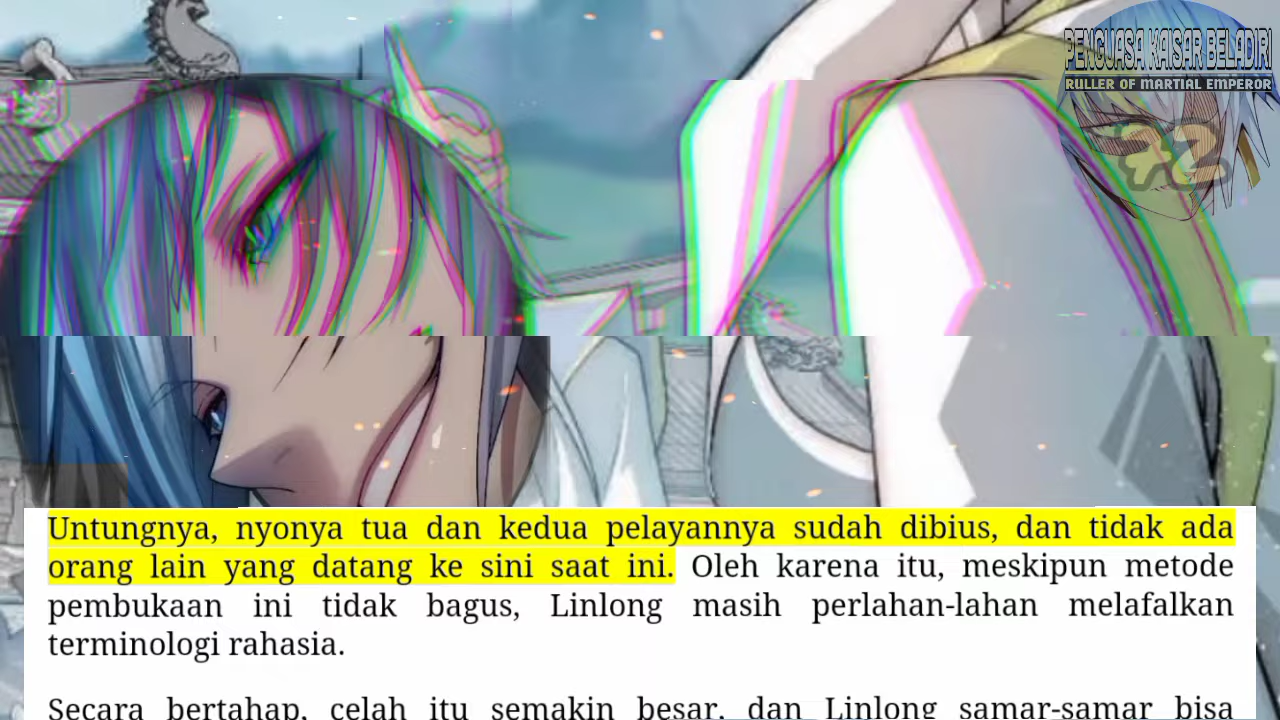 PENGUASA KAISAR BELADIRI
RULLER OF MARTIAL EMPEROR
Untungnya, nyonya tua dan kedua pelayannya sudah dibius, dan tidak ada
orang lain yang datang ke sini saat ini. Oleh karena itu, meskipun metode
pembukaan ini tidak bagus, Linlong masih perlahan-lahan melafalkan
terminologi rahasia.
Secara bertahap, celah itu semakin besar, dan Linlong samar-samar bisa